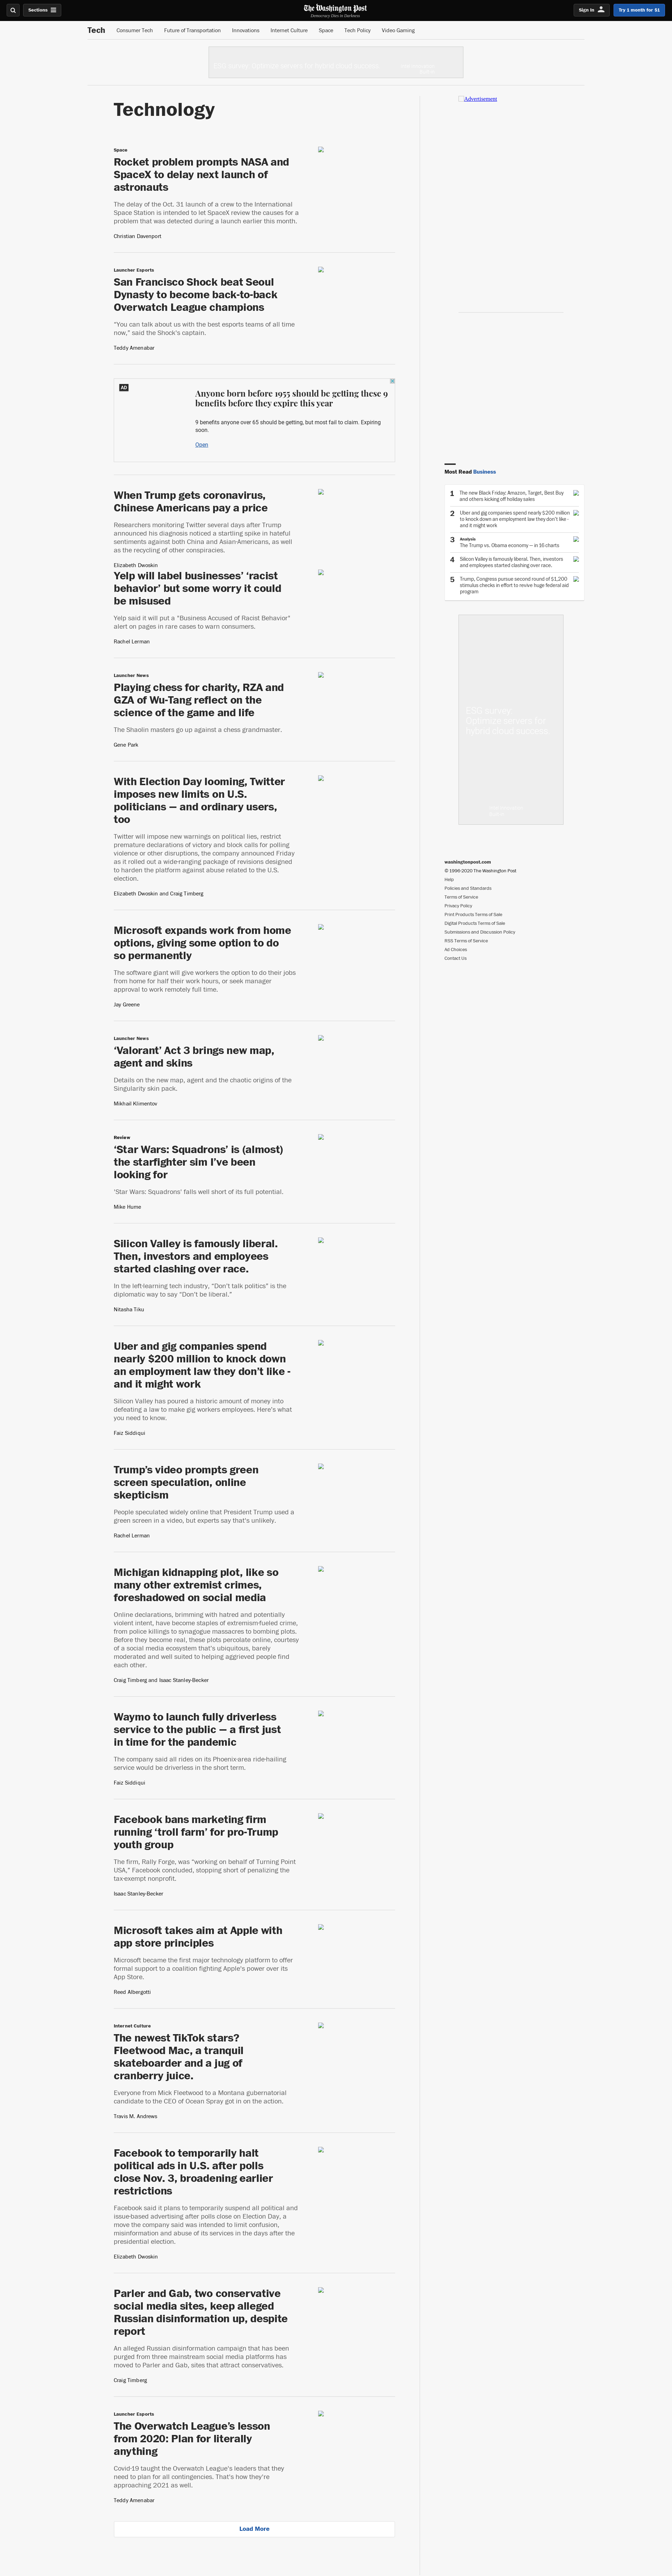 Sections
The Washington Post
Democracy Dies in Darkness
Sign In
Try 1 month for $1
Tech
Consumer Tech
Future of Transportation
Innovations
Internet Culture
Space
Tech Policy
Video Gaming
Advertisement
Technology
Space
Rocket problem prompts NASA and
SpaceX to delay next launch of
astronauts
The delay of the Oct. 31 launch of a crew to the International
Space Station is intended to let SpaceX review the causes for a
problem that was detected during a launch earlier this month.
Christian Davenport
Launcher Esports
San Francisco Shock beat Seoul
Dynasty to become back-to-back
Overwatch League champions
“You can talk about us with the best esports teams of all time
now,” said the Shock’s captain.
Teddy Amenabar
AD
Anyone born before 1955 should be getting these 9
benefits before they expire this year
9 benefits anyone over 65 should be getting, but most fail to claim. Expiring
soon.
Open
When Trump gets coronavirus,
Chinese Americans pay a price
Researchers monitoring Twitter several days after Trump
announced his diagnosis noticed a startling spike in hateful
sentiments against both China and Asian-Americans, as well
as the recycling of other conspiracies.
Elizabeth Dwoskin
Yelp will label businesses’ ‘racist
behavior’ but some worry it could
be misused
Yelp said it will put a “Business Accused of Racist Behavior”
alert on pages in rare cases to warn consumers.
Rachel Lerman
Launcher News
Playing chess for charity, RZA and
GZA of Wu-Tang reflect on the
science of the game and life
The Shaolin masters go up against a chess grandmaster.
Gene Park
With Election Day looming, Twitter
imposes new limits on U.S.
politicians — and ordinary users,
too
Twitter will impose new warnings on political lies, restrict
declarations of victory and block calls for polling
violence or other disruptions, the company announced Friday
as it rolled out a wide-ranging package of revisions designed
to harden the platform against abuse related to the U.S.
election.
Elizabeth Dwoskin and Craig Timberg
Microsoft expands work from home
options, giving some option to do
so permanently
The software giant will give workers the option to do their jobs
from home for half their work hours, or seek manager
approval to work remotely full time.
Jay Greene
Launcher News
‘Valorant’ Act 3 brings new map,
agent and skins
Details on the new map, agent and the chaotic origins of the
Singularity skin pack.
Mikhail Klimentov
Review
‘Star Wars: Squadrons’ is (almost)
the starfighter sim I’ve been
looking for
‘Star Wars: Squadrons’ falls well short of its full potential.
Mike Hume
Silicon Valley is famously liberal.
Then, investors and employees
started clashing over race.
In the left-learning tech industry, “Don’t talk politics” is the
diplomatic way to say “Don’t be liberal.”
Nitasha Tiku
Uber and gig companies spend
nearly $200 million to knock down
an employment law they don’t like -
and it might work
Silicon Valley has poured a historic amount of money into
defeating a law to make gig workers employees. Here’s what
you need to know.
Faiz Siddiqui
Trump’s video prompts green
screen speculation, online
skepticism
People speculated widely online that President Trump used a
green screen in a video, but experts say that’s unlikely.
Rachel Lerman
Michigan kidnapping plot, like so
many other extremist crimes,
foreshadowed on social media
Online declarations, brimming with hatred and potentially
violent intent, have become staples of extremism-fueled crime,
from police killings to synagogue massacres to bombing plots.
Before they become real, these plots percolate online, courtesy
of a social media ecosystem that’s ubiquitous, barely
moderated and well suited to helping aggrieved people find
each other.
Craig Timberg and Isaac Stanley-Becker
Waymo to launch fully driverless
service to the public — a first just
in time for the pandemic
The company said all rides on its Phoenix-area ride-hailing
service would be driverless in the short term.
Faiz Siddiqui
Facebook bans marketing firm
running ‘troll farm’ for pro-Trump
youth group
The firm, Rally Forge, was “working on behalf of Turning Point
USA,” Facebook concluded, stopping short of penalizing the
tax-exempt nonprofit.
Isaac Stanley-Becker
Microsoft takes aim at Apple with
app store principles
Microsoft became the first major technology platform to offer
formal support to a coalition fighting Apple’s power over its
App Store.
Reed Albergotti
Internet Culture
The newest TikTok stars?
Fleetwood Mac, a tranquil
skateboarder and a jug of
cranberry juice.
Everyone from Mick Fleetwood to a Montana gubernatorial
candidate to the CEO of Ocean Spray got in on the action.
Travis M. Andrews
Facebook to temporarily halt
political ads in U.S. after polls
close Nov. 3, broadening earlier
restrictions
Facebook said it plans to temporarily suspend all political and
issue-based advertising after polls close on Election Day, a
move the company said was intended to limit confusion,
misinformation and abuse of its services in the days after the
presidential election.
Elizabeth Dwoskin
Parler and Gab, two conservative
social media sites, keep alleged
Russian disinformation up, despite
report
An alleged Russian disinformation campaign that has been
purged from three mainstream social media platforms has
moved to Parler and Gab, sites that attract conservatives.
Craig Timberg
Launcher Esports
The Overwatch League’s lesson
from 2020: Plan for literally
anything
Covid-19 taught the Overwatch League’s leaders that they
need to plan for all contingencies. That’s how they’re
approaching 2021 as well.
Teddy Amenabar
Load More
Most Read Business
1 The new Black Friday: Amazon, Target, Best Buy
and others kicking off holiday sales
2 Uber and gig companies spend nearly $200 million
to knock down an employment law they don’t like -
and it might work
3 Analysis
The Trump vs. Obama economy — in 15 charts
4 Silicon Valley is famously liberal. Then, investors
and employees started clashing over race.
5 Trump, Congress pursue second round of $1,200
stimulus checks in effort to revive huge federal aid
program
washingtonpost.com
© 1996-2020 The Washington Post
Help
Policies and Standards
Terms of Service
Privacy Policy
Print Products Terms of Sale
Digital Products Terms of Sale
Submissions and Discussion Policy
RSS Terms of Service
Ad Choices
Contact Us